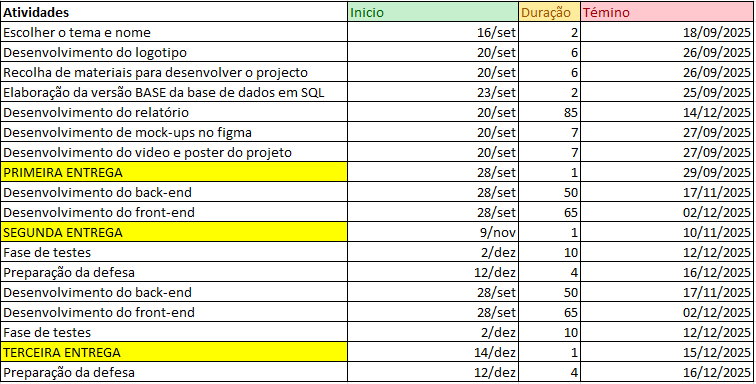 Atividades Inicio Duração Témino
Escolher o tema e nome 16/set 2 18/09/2025
Desenvolvimento do logotipo 20/set 6 26/09/2025
Recolha de materiais para desenvolver o projecto 20/set 6 26/09/2025
Elaboração da versão BASE da base de dados em SQL 23/set 2 25/09/2025
Desenvolvimento do relatório 20/set 85 14/12/2025
Desenvolvimento de mock-ups no figma 20/set 7 27/09/2025
Desenvolvimento do video e poster do projeto 20/set 7 27/09/2025
PRIMEIRA ENTREGA 28/set 1 29/09/2025
Desenvolvimento do back-end 28/set 50 17/11/2025
Desenvolvimento do front-end 28/set 65 02/12/2025
SEGUNDA ENTREGA 9/nov 1 10/11/2025
Fase de testes 2/dez 10 12/12/2025
Preparação da defesa 12/dez 4 16/12/2025
Desenvolvimento do back-end 28/set 50 17/11/2025
Desenvolvimento do front-end 28/set 65 02/12/2025
Fase de testes 2/dez 10 12/12/2025
TERCEIRA ENTREGA 14/dez 1 15/12/2025
Preparação da defesa 12/dez 4 16/12/2025